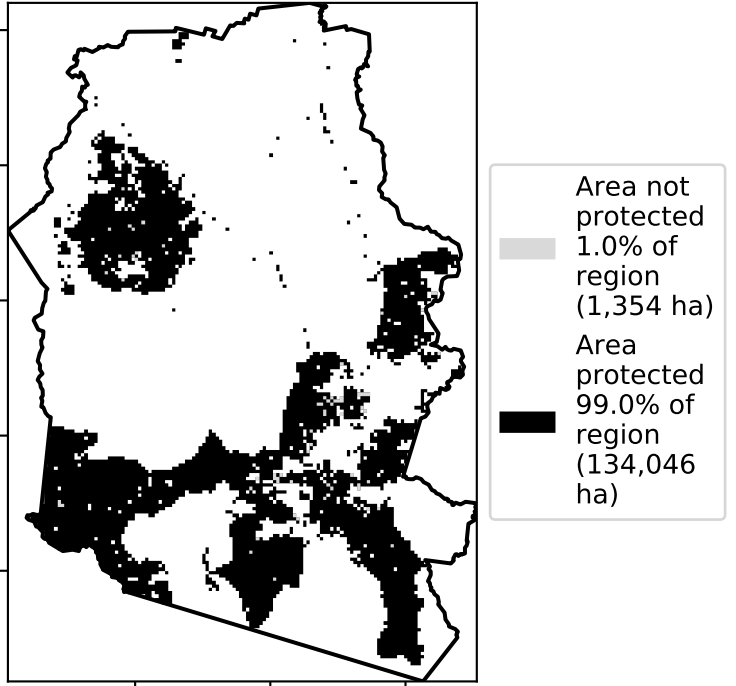 Area not
protected
1.0% of
region
(1,354 ha)
Area
protected
99.0% of
region
(134,046
ha)